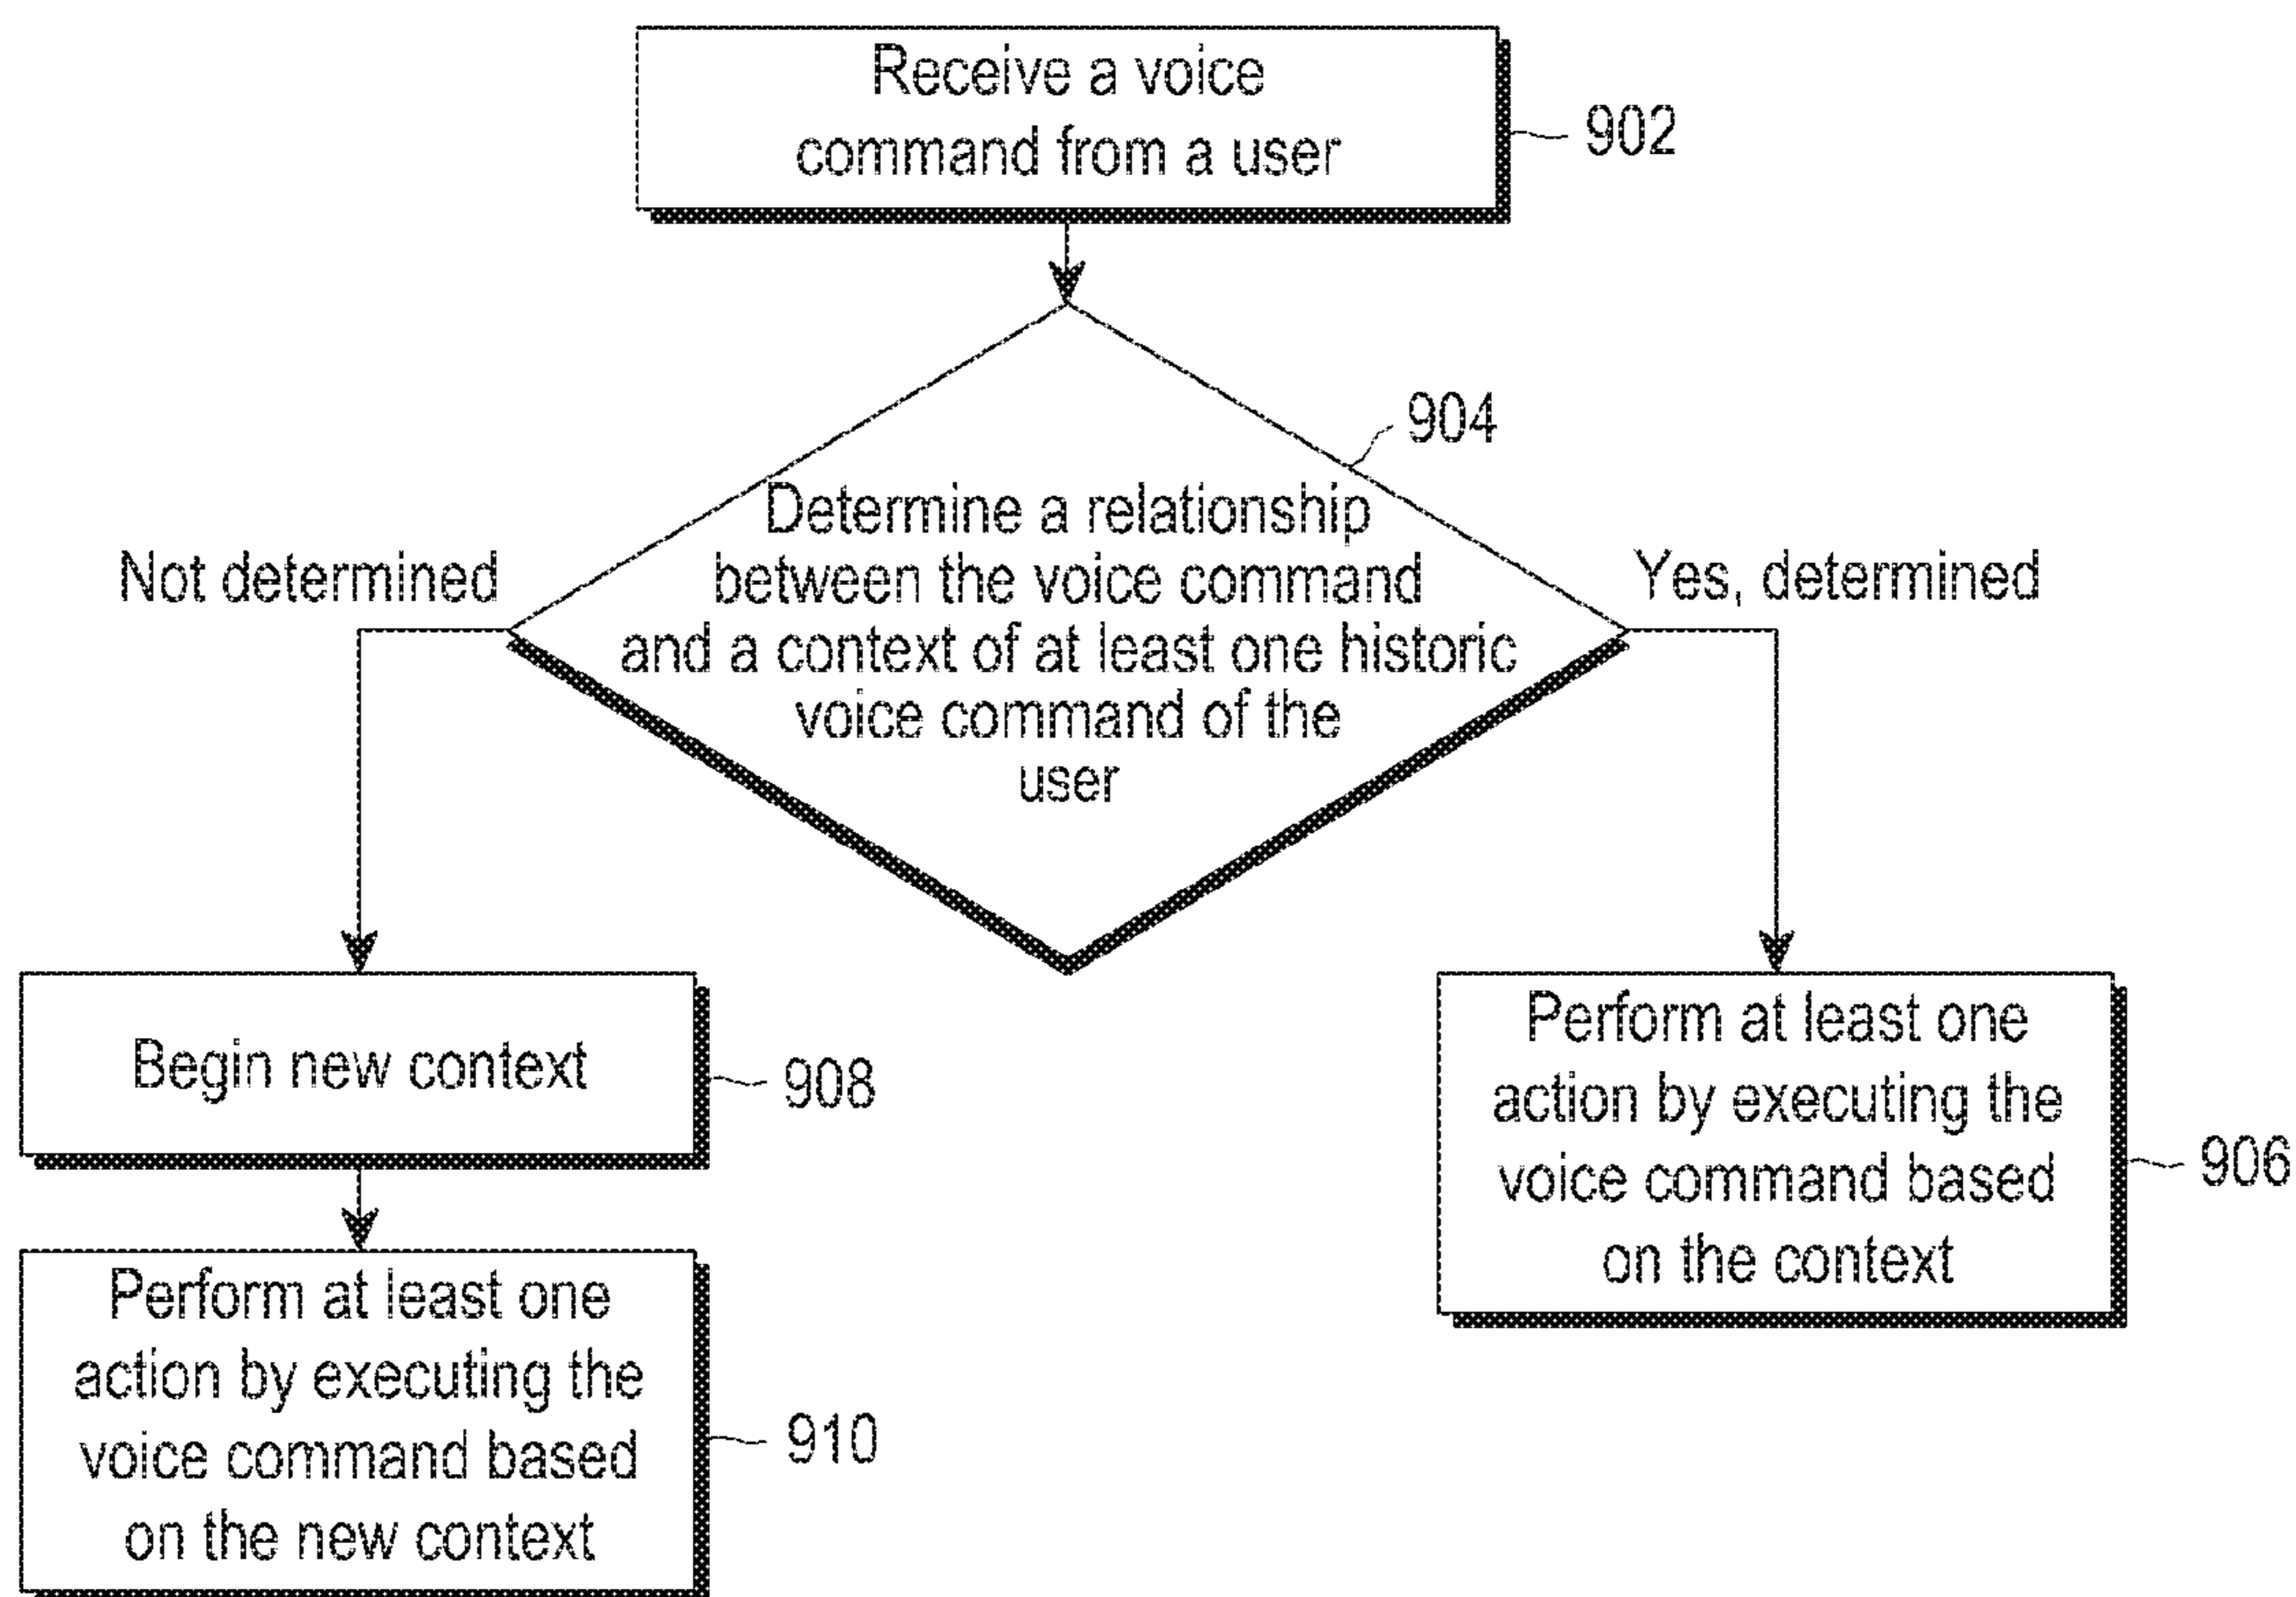 Receive a voice
command from a user
902
904
Determine a relationship
between the voice command
and a context of at least one historic
voice command of the
user
Not determined
Yes, determined
Begin new context
908
Perform at least one
action by executing the
voice command based
on the context
906
Perform at least one
action by executing the
voice command based
on the new context
910